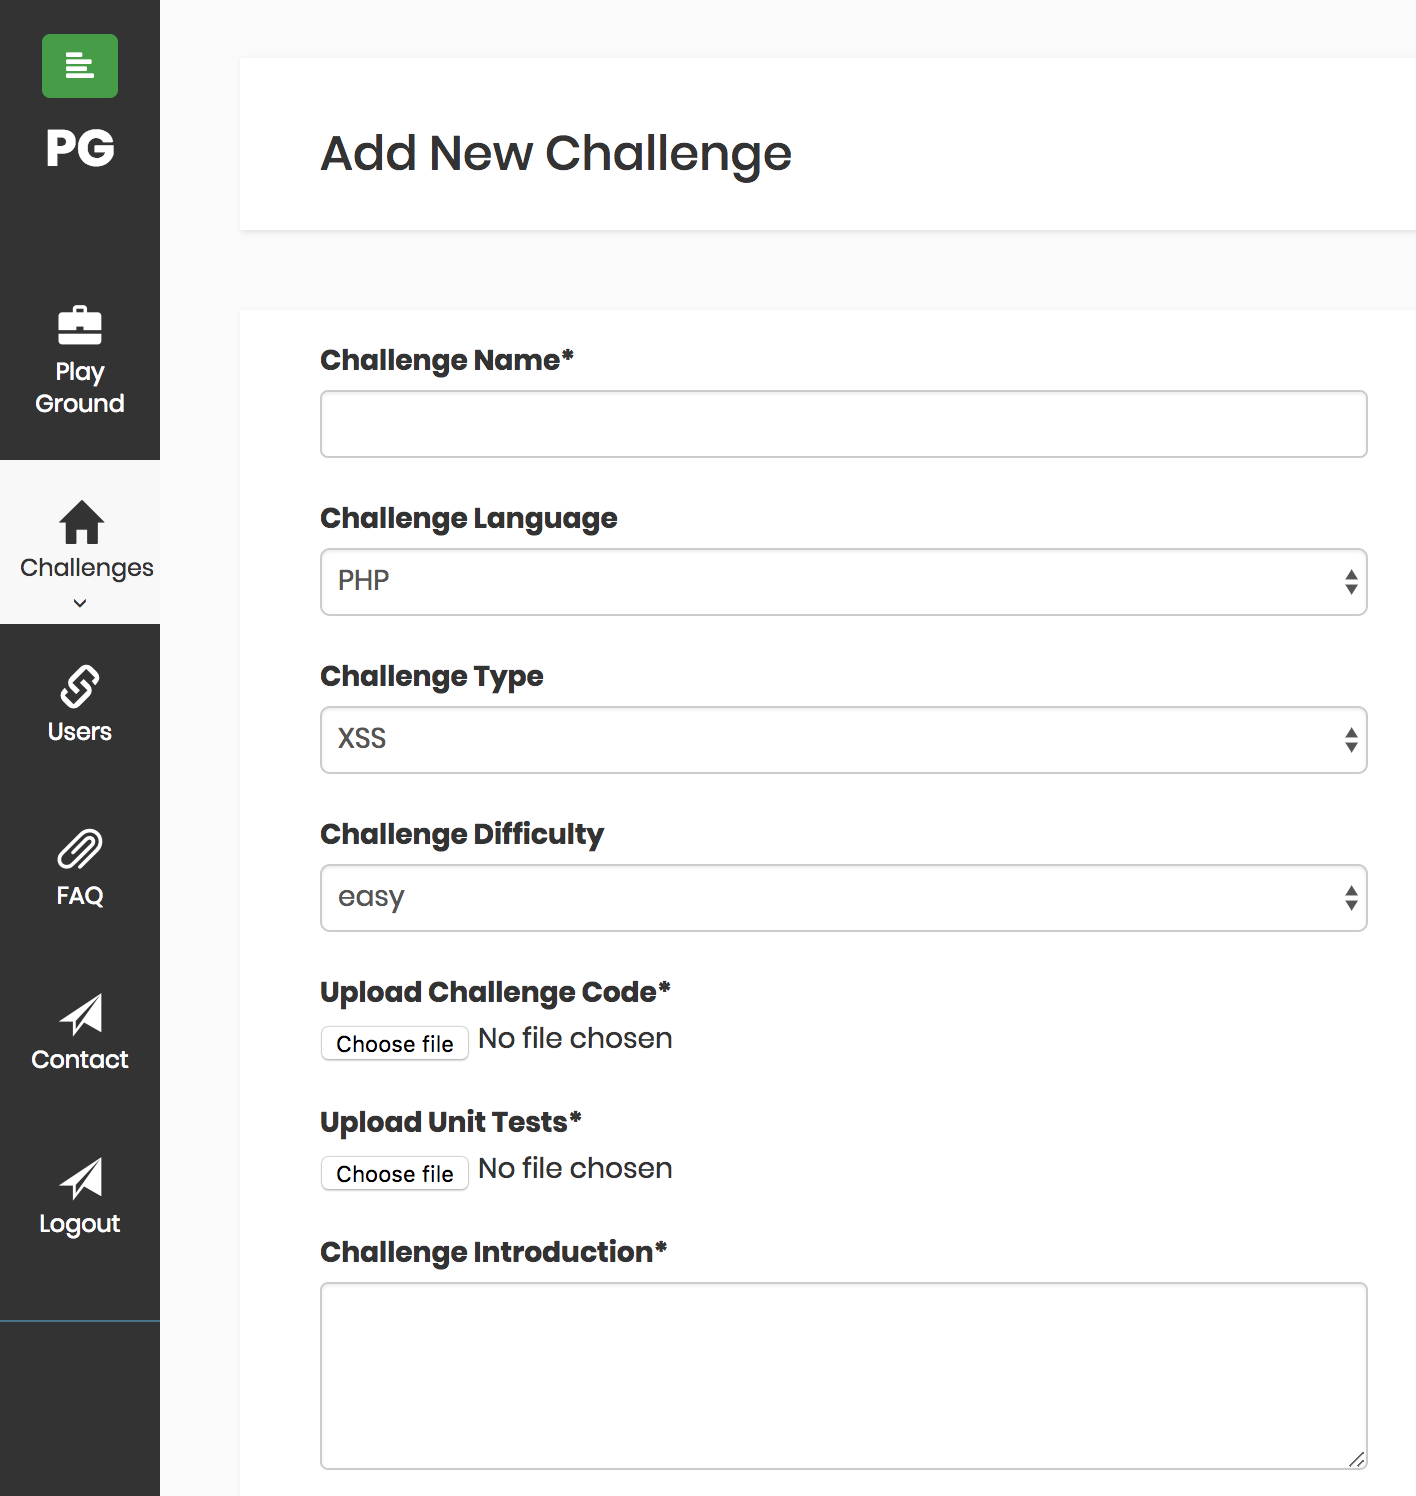 PG
Play
Ground
Challenges
Users
FAQ
Contact
Logout
Add New Challenge
Challenge Name*
Challenge Language
PHP
Challenge Type
XSS
Challenge Difficulty
easy
Upload Challenge Code*
Choose file No file chosen
Upload Unit Tests*
Choose file No file chosen
Challenge Introduction*